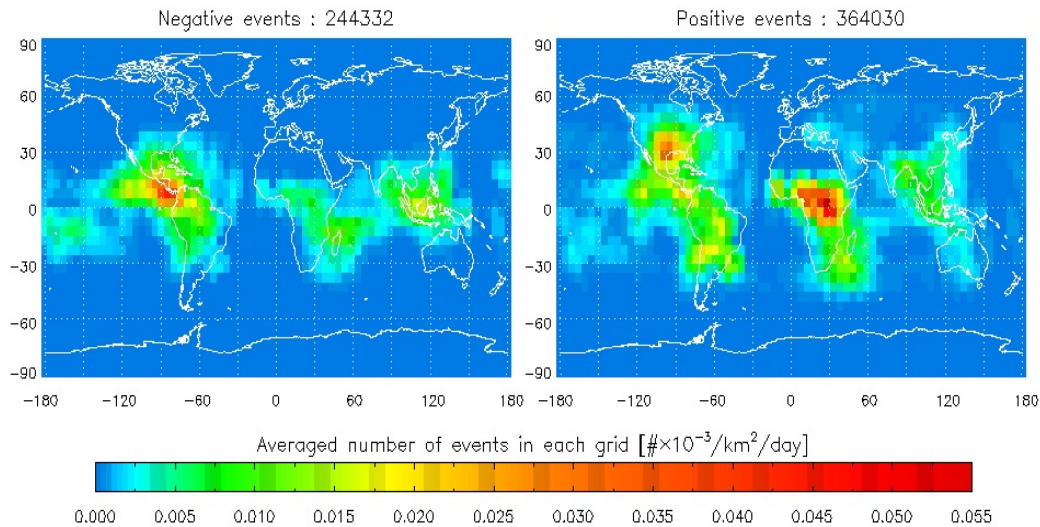 Negative events : 244332
Positive events : 364030
90
60
30
0
-30
-60
-90
-180 -120 -60 0 60 120 180
90
60
30
0
-30
-60
-90
-180 -120 -60 0 60 120 180
Averaged number of events in each grid [#×10⁻³/km²/day]
0.000 0.005 0.010 0.015 0.020 0.025 0.030 0.035 0.040 0.045 0.050 0.055